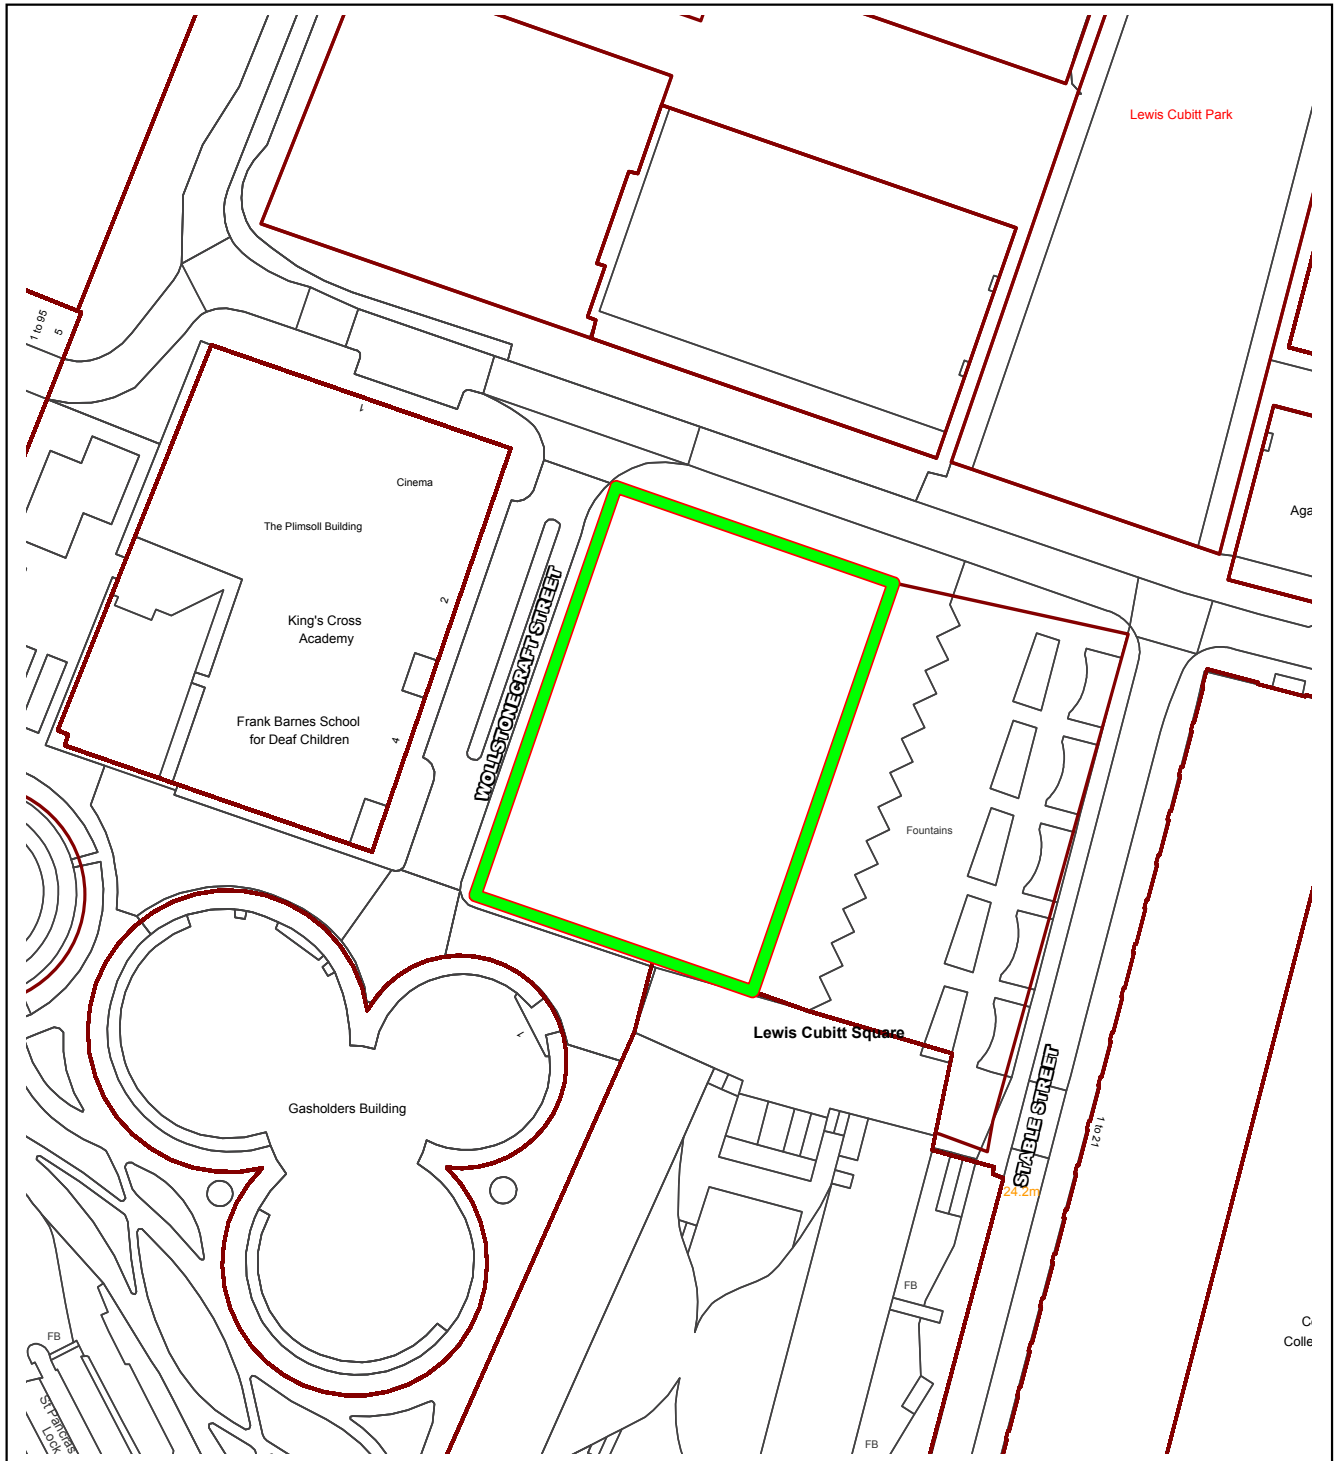 Lewis Cubitt Park
1 to 95
5
1
Cinema
The Plimsoll Building
Aga
2
King's Cross
Academy
WOLLSTONECRAFT STREET
Frank Barnes School
for Deaf Children
4
Fountains
Lewis Cubitt Square
1
Gasholders Building
STABLE STREET
1 to 21
24.2m
FB
FB
C
Colle
St Pancras
Lock
FB